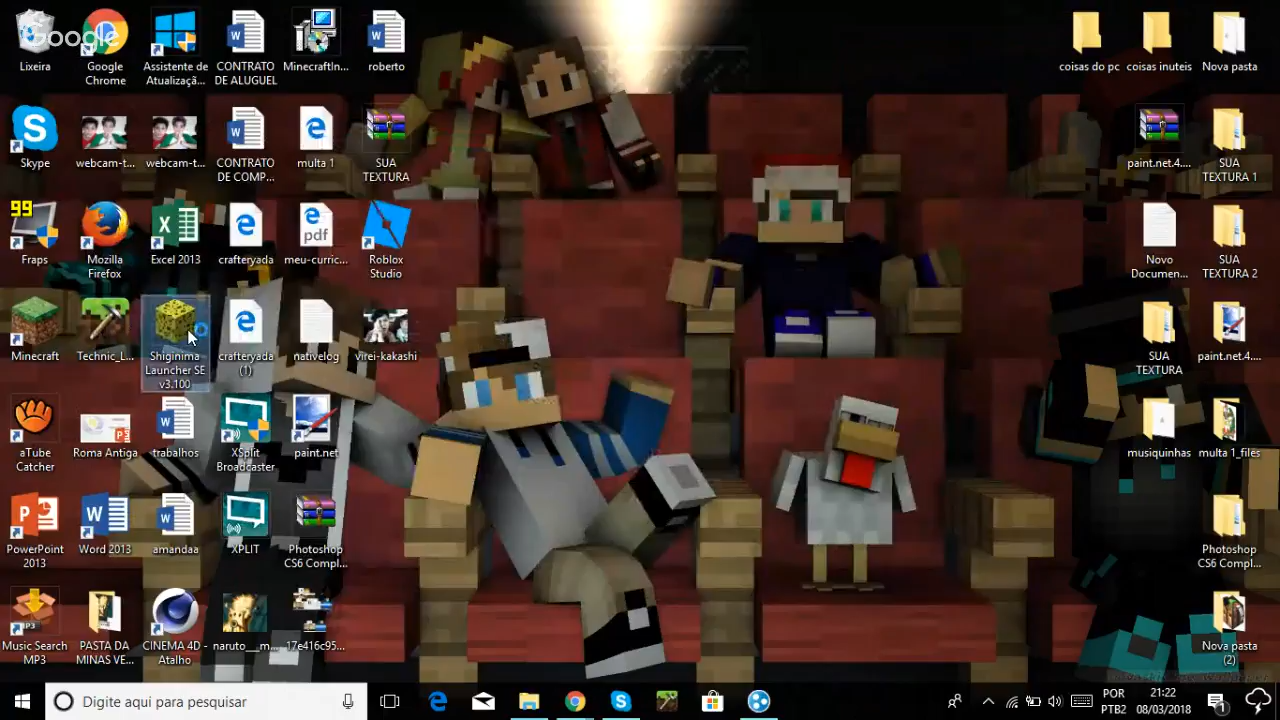 Google
Lixeira
Google
Chrome
Assistente de
Atualizaçã...
CONTRATO
DE ALUGUEL
MinecraftIn...
roberto
coisas do pc
coisas inuteis
Nova pasta
Skype
webcam-t...
webcam-t...
CONTRATO
DE COMP...
multa 1
SUA
TEXTURA
paint.net.4....
SUA
TEXTURA 1
99
Fraps
Mozilla
Firefox
Excel 2013
crafteryada
pdf
meu-curric...
Roblox
Studio
Novo
Documen...
SUA
TEXTURA 2
Minecraft
Technic_L...
Shiginima
Launcher SE
v3.100
crafteryada
(1)
nativelog
virei-kakashi
SUA
TEXTURA
paint.net.4....
aTube
Catcher
Roma Antiga
trabalhos
XSplit
Broadcaster
paint.net
musiquinhas
multa 1_files
PowerPoint
2013
Word 2013
amandaa
XPLIT
Photoshop
CS6 Compl...
Photoshop
CS6 Compl...
Music Search
MP3
PASTA DA
MINAS VE...
CINEMA 4D -
Atalho
naruto__m...
17e416c95...
Nova pasta
(2)
Digite aqui para pesquisar
POR
PTB2
21:22
08/03/2018